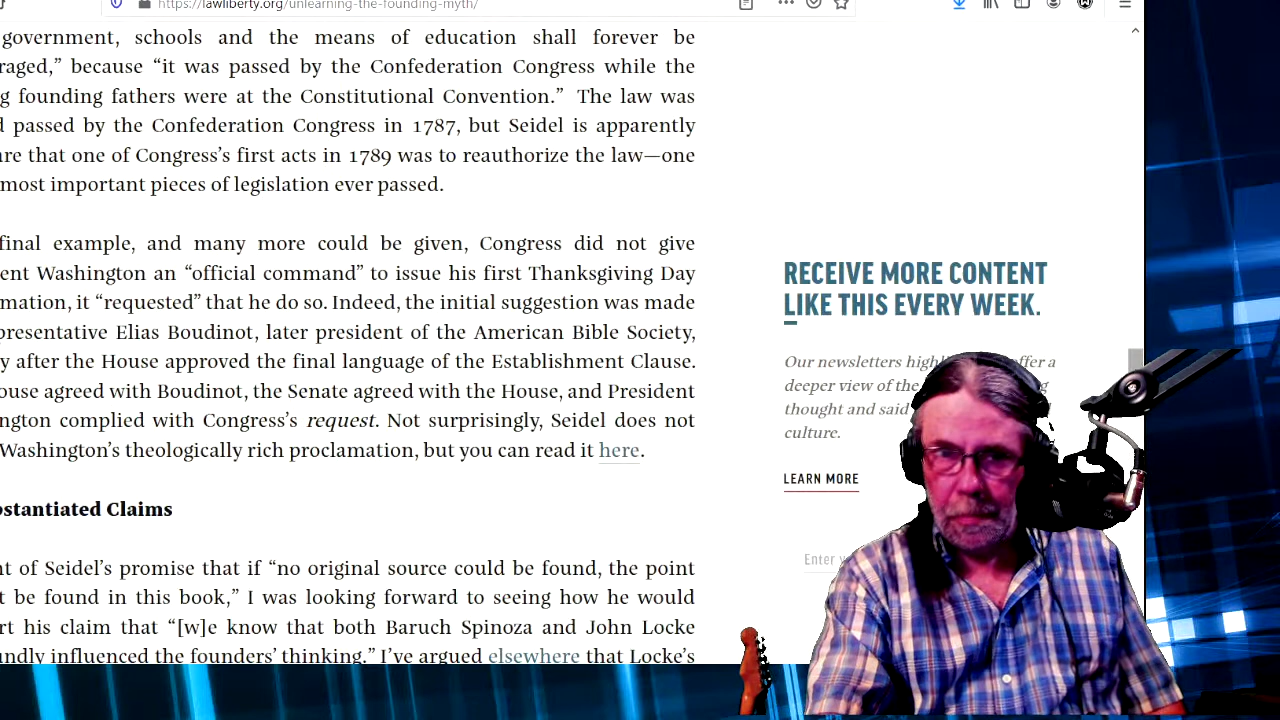 https://lawliberty.org/unlearning-the-founding-myth/
government, schools and the means of education shall forever be
raged,” because “it was passed by the Confederation Congress while the
g founding fathers were at the Constitutional Convention.” The law was
d passed by the Confederation Congress in 1787, but Seidel is apparently
re that one of Congress’s first acts in 1789 was to reauthorize the law—one
most important pieces of legislation ever passed.
final example, and many more could be given, Congress did not give
ent Washington an “official command” to issue his first Thanksgiving Day
mation, it “requested” that he do so. Indeed, the initial suggestion was made
presentative Elias Boudinot, later president of the American Bible Society,
y after the House approved the final language of the Establishment Clause.
ouse agreed with Boudinot, the Senate agreed with the House, and President
ngton complied with Congress’s request. Not surprisingly, Seidel does not
Washington’s theologically rich proclamation, but you can read it here.
bstantiated Claims
nt of Seidel’s promise that if “no original source could be found, the point
t be found in this book,” I was looking forward to seeing how he would
rt his claim that “[w]e know that both Baruch Spinoza and John Locke
undly influenced the founders’ thinking.” I’ve argued elsewhere that Locke’s
RECEIVE MORE CONTENT
LIKE THIS EVERY WEEK.
Our newsletters offer a
deeper view of the
thought and said
culture.
LEARN MORE
Enter